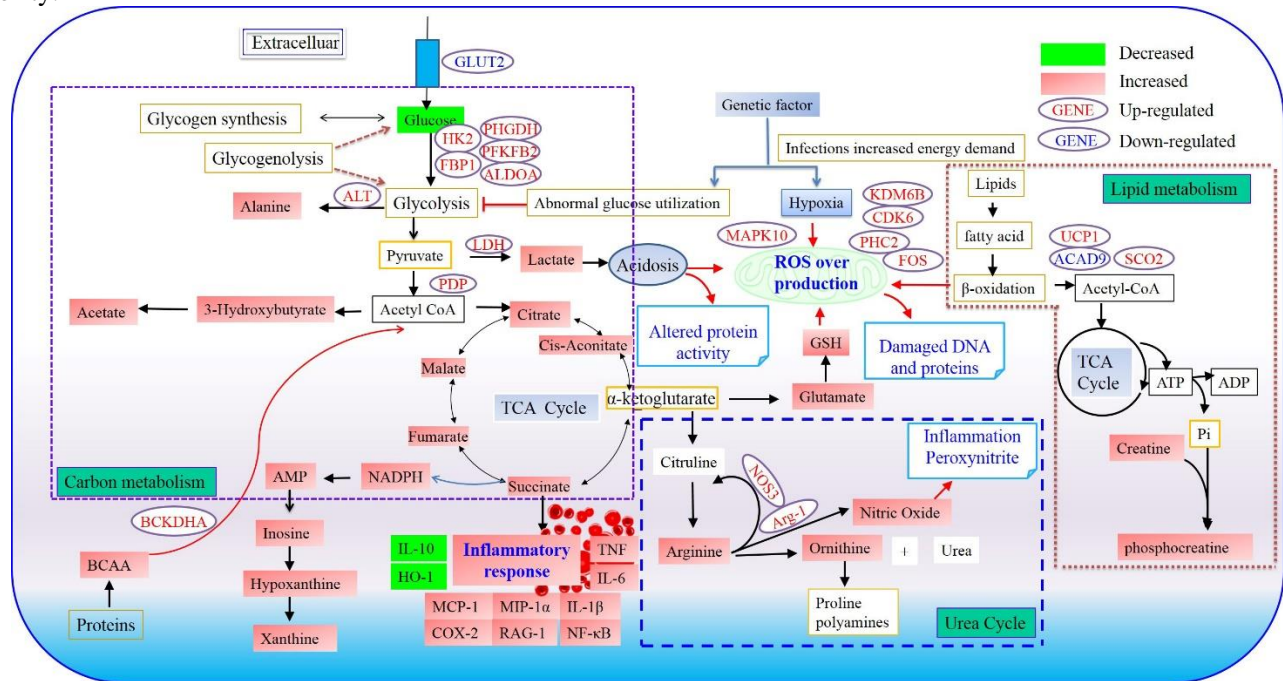 Extracelluar
GLUT2
Decreased
Increased
GENE
Up-regulated
GENE
Down-regulated
Glycogen synthesis
Glucose
HK2
PHGDH
PFKFB2
FBP1
ALDOA
Glycogenolysis
Genetic factor
Infections increased energy demand
Lipids
Lipid metabolism
Alanine
ALT
Glycolysis
Abnormal glucose utilization
Hypoxia
KDM6B
CDK6
MAPK10
PHC2
FOS
fatty acid
UCP1
ACAD9
SCO2
Pyruvate
LDH
Lactate
Acidosis
ROS over
production
β-oxidation
Acetyl-CoA
PDP
Acetate
3-Hydroxybutyrate
Acetyl CoA
Citrate
Cis-Aconitate
Altered protein
activity
GSH
Damaged DNA
and proteins
TCA
Cycle
ATP
ADP
Malate
TCA Cycle
α-ketoglutarate
Glutamate
Pi
Fumarate
Creatine
Citruline
Inflammation
Peroxynitrite
Carbon metabolism
AMP
NADPH
Succinate
NOS3
Arg-1
Nitric Oxide
BCKDHA
Inosine
IL-10
HO-1
Inflammatory
response
TNF
IL-6
Arginine
Ornithine
+
Urea
phosphocreatine
BCAA
Hypoxanthine
MCP-1
MIP-1α
IL-1β
COX-2
RAG-1
NF-κB
Proteins
Xanthine
Proline
polyamines
Urea Cycle